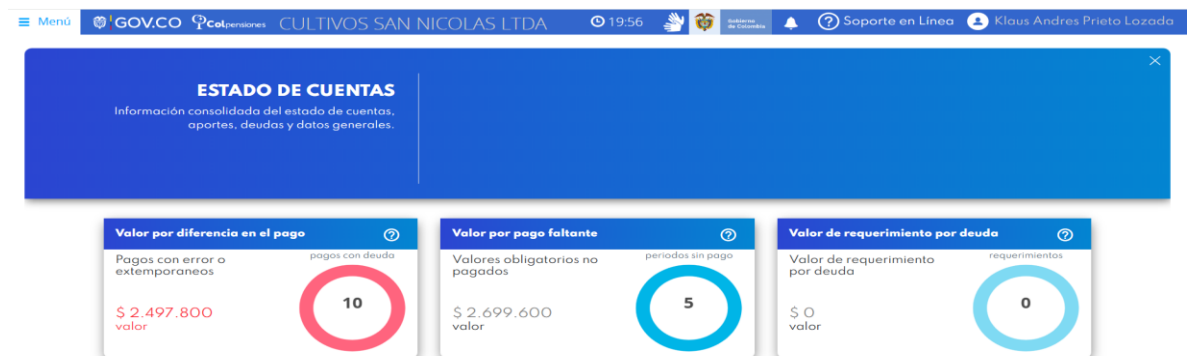 Menú GOV.CO Colpensiones CULTIVOS SAN NICOLAS LTDA 19:56 Gobierno de Colombia Soporte en Línea Klaus Andres Prieto Lozada
ESTADO DE CUENTAS
Información consolidada del estado de cuentas,
aportes, deudas y datos generales.
Valor por diferencia en el pago
pagos con deuda
Pagos con error o
extemporaneos
10
$ 2.497.800
valor
Valor por pago faltante
periodos sin pago
Valores obligatorios no
pagados
5
$ 2.699.600
valor
Valor de requerimiento por deuda
requerimientos
Valor de requerimiento
por deuda
0
$ 0
valor